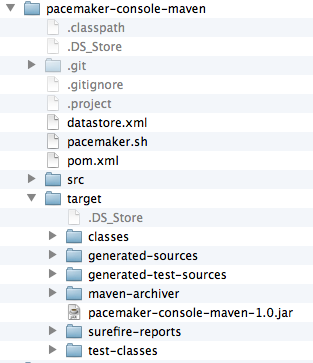 pacemaker-console-maven
.classpath
.DS_Store
.git
.gitignore
.project
datastore.xml
pacemaker.sh
pom.xml
src
target
.DS_Store
classes
generated-sources
generated-test-sources
maven-archiver
pacemaker-console-maven-1.0.jar
surefire-reports
test-classes